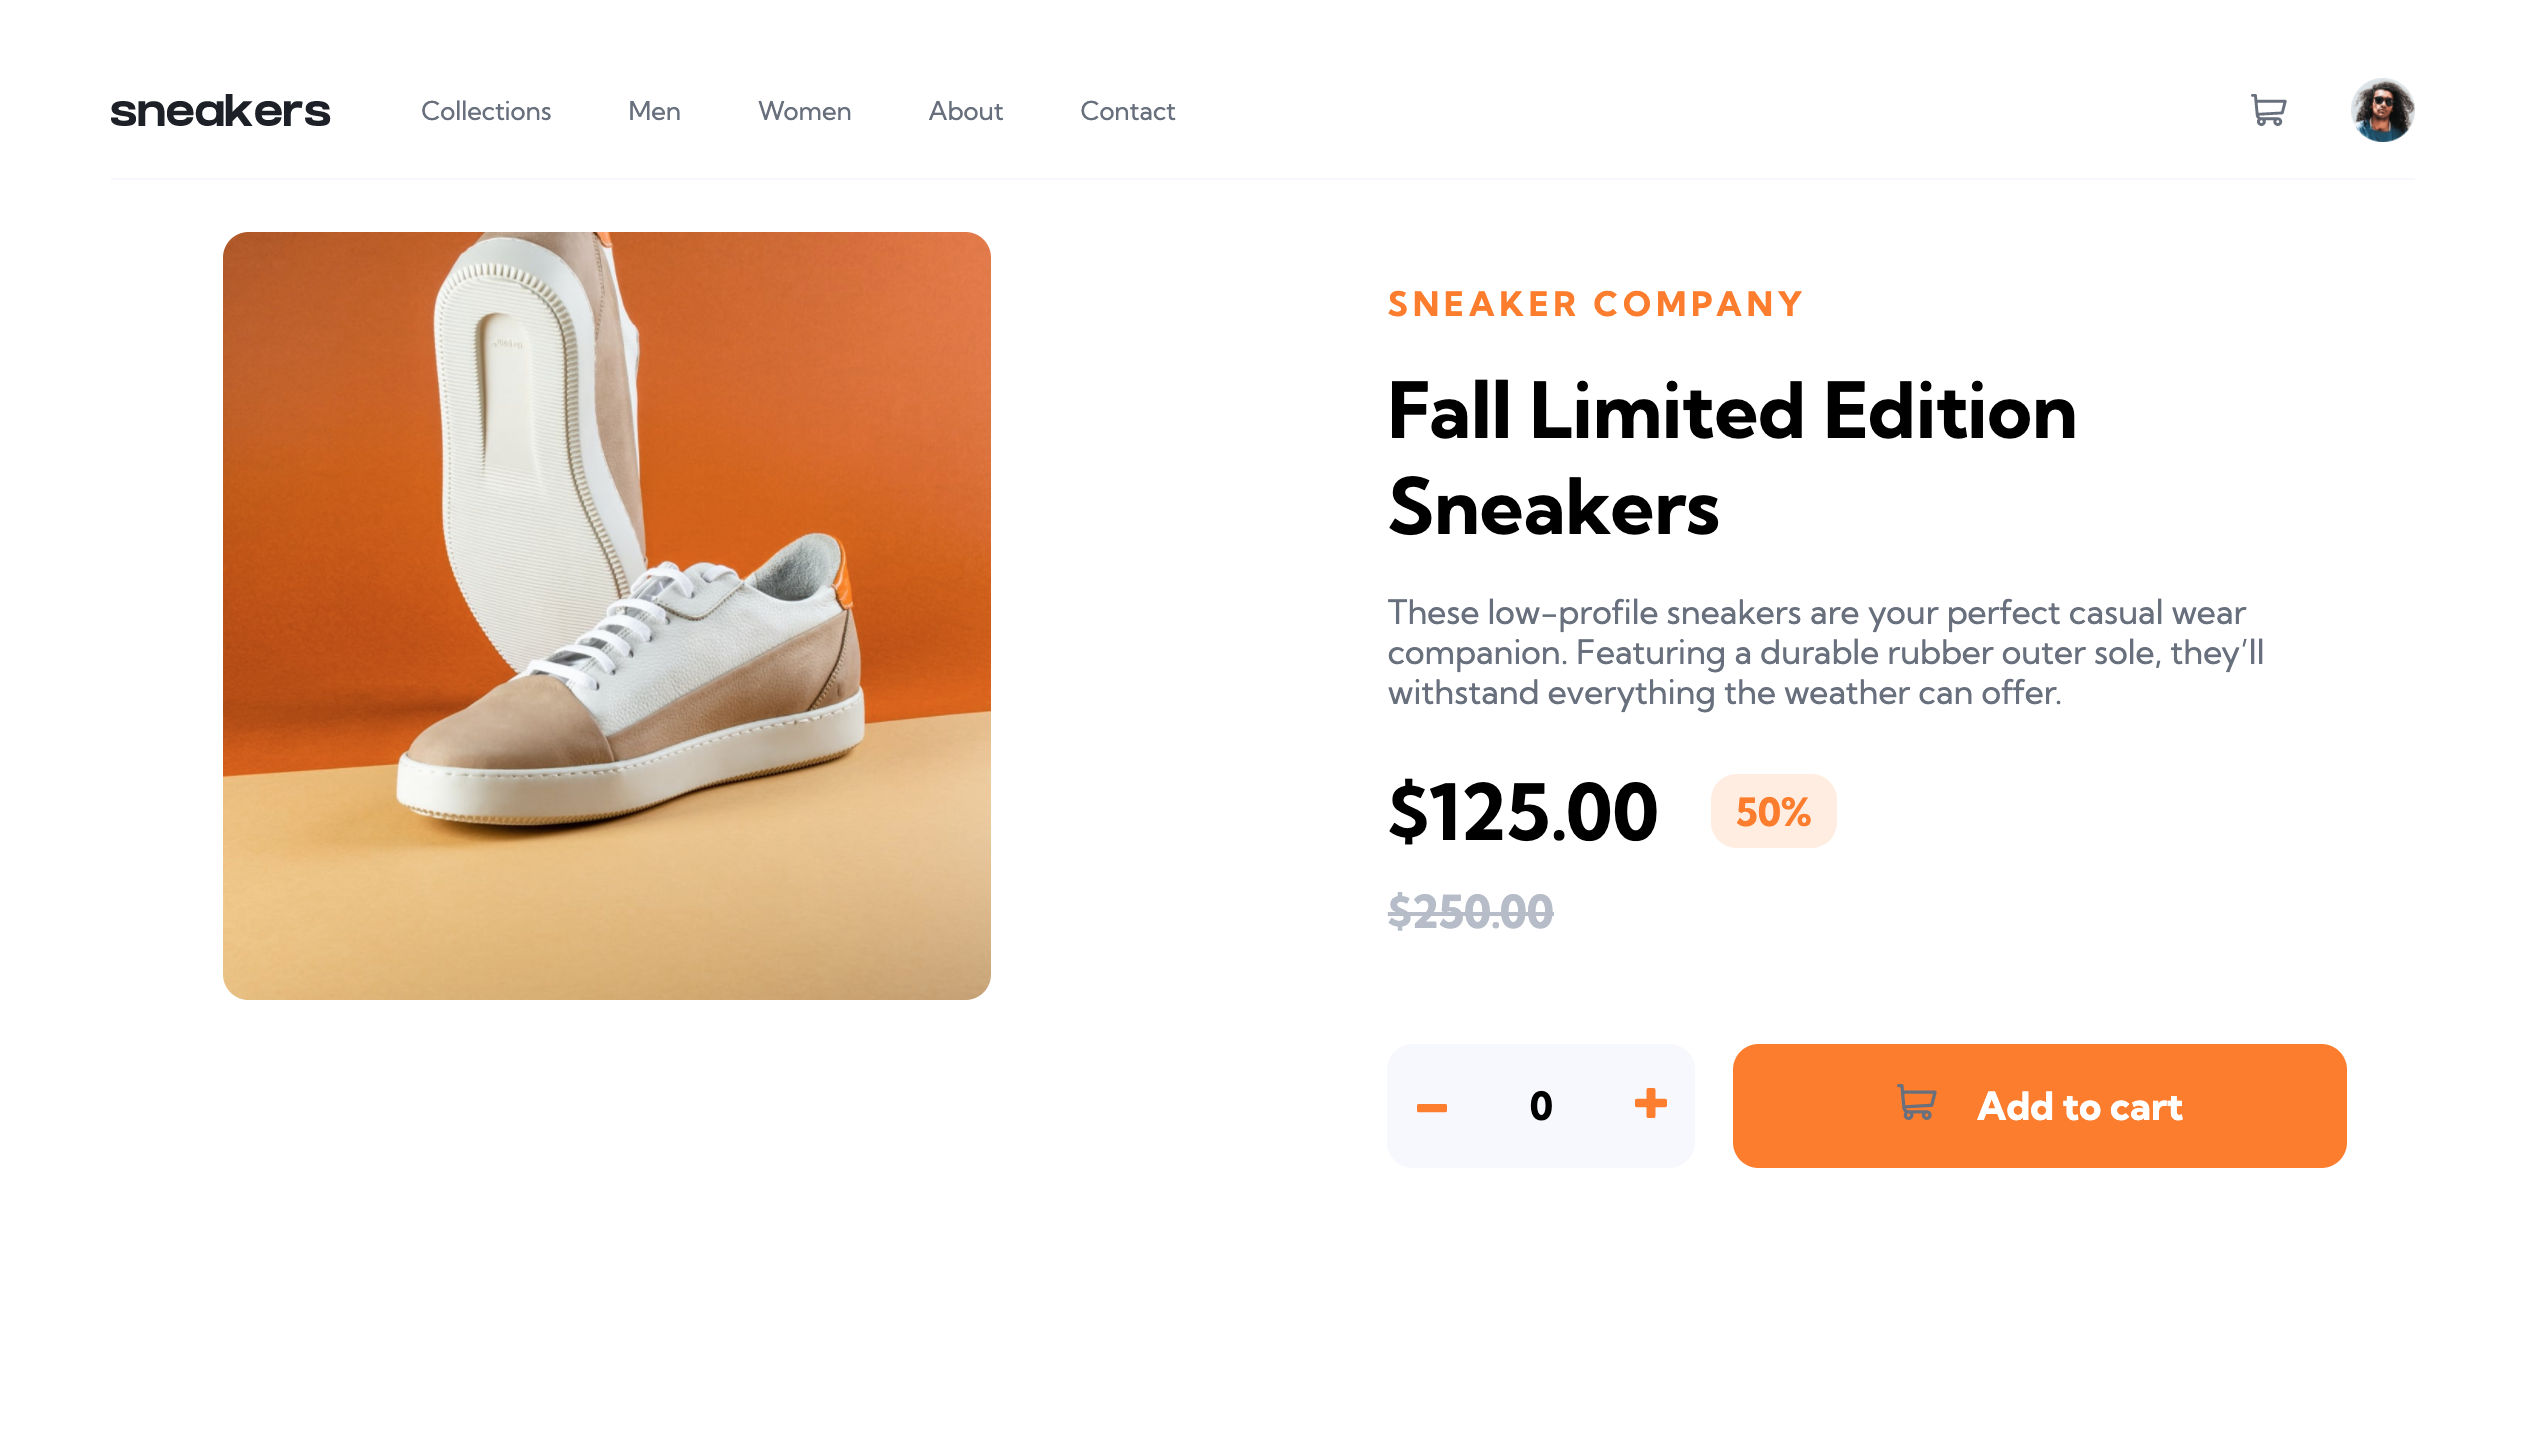 sneakers
Collections
Men
Women
About
Contact
SNEAKER COMPANY
Fall Limited Edition
Sneakers
These low-profile sneakers are your perfect casual wear
companion. Featuring a durable rubber outer sole, they’ll
withstand everything the weather can offer.
$125.00
50%
$250.00
0
Add to cart